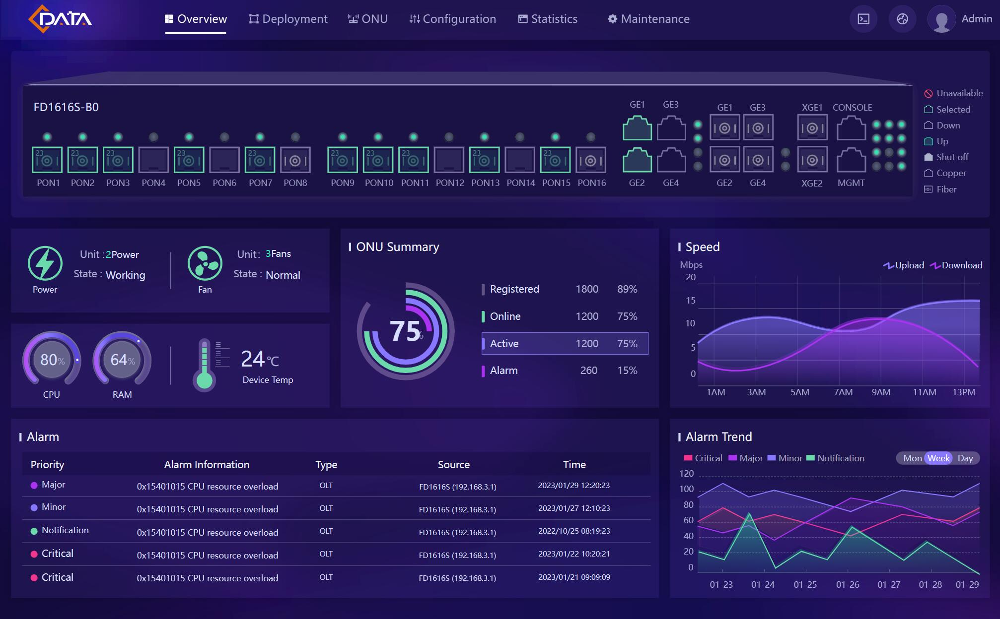 DATA
Overview Deployment ONU Configuration Statistics Maintenance Admin
FD1616S-B0
GE1 GE3 GE1 GE3 XGE1 CONSOLE
23 23 23 23 23 23 23 23 23 23
PON1 PON2 PON3 PON4 PON5 PON6 PON7 PON8 PON9 PON10 PON11 PON12 PON13 PON14 PON15 PON16 GE2 GE4 GE2 GE4 XGE2 MGMT
Unavailable
Selected
Down
Up
Shut off
Copper
Fiber
Unit :2Power
State : Working
Power
Unit: 3Fans
State : Normal
Fan
80%
CPU
64%
RAM
24°C
Device Temp
ONU Summary
75%
Registered 1800 89%
Online 1200 75%
Active 1200 75%
Alarm 260 15%
Speed
Mbps
Upload Download
20
15
10
5
0
1AM 3AM 5AM 7AM 9AM 11AM 13PM
Alarm
Priority Alarm Information Type Source Time
Major 0x15401015 CPU resource overload OLT FD1616S (192.168.3.1) 2023/01/29 12:20:23
Minor 0x15401015 CPU resource overload OLT FD1616S (192.168.3.1) 2023/01/27 12:10:23
Notification 0x15401015 CPU resource overload OLT FD1616S (192.168.3.1) 2022/10/25 08:19:23
Critical 0x15401015 CPU resource overload OLT FD1616S (192.168.3.1) 2023/01/22 10:20:21
Critical 0x15401015 CPU resource overload OLT FD1616S (192.168.3.1) 2023/01/21 09:09:09
Alarm Trend
Critical Major Minor Notification
Mon Week Day
120
100
80
60
40
20
0
01-23 01-24 01-25 01-26 01-27 01-28 01-29